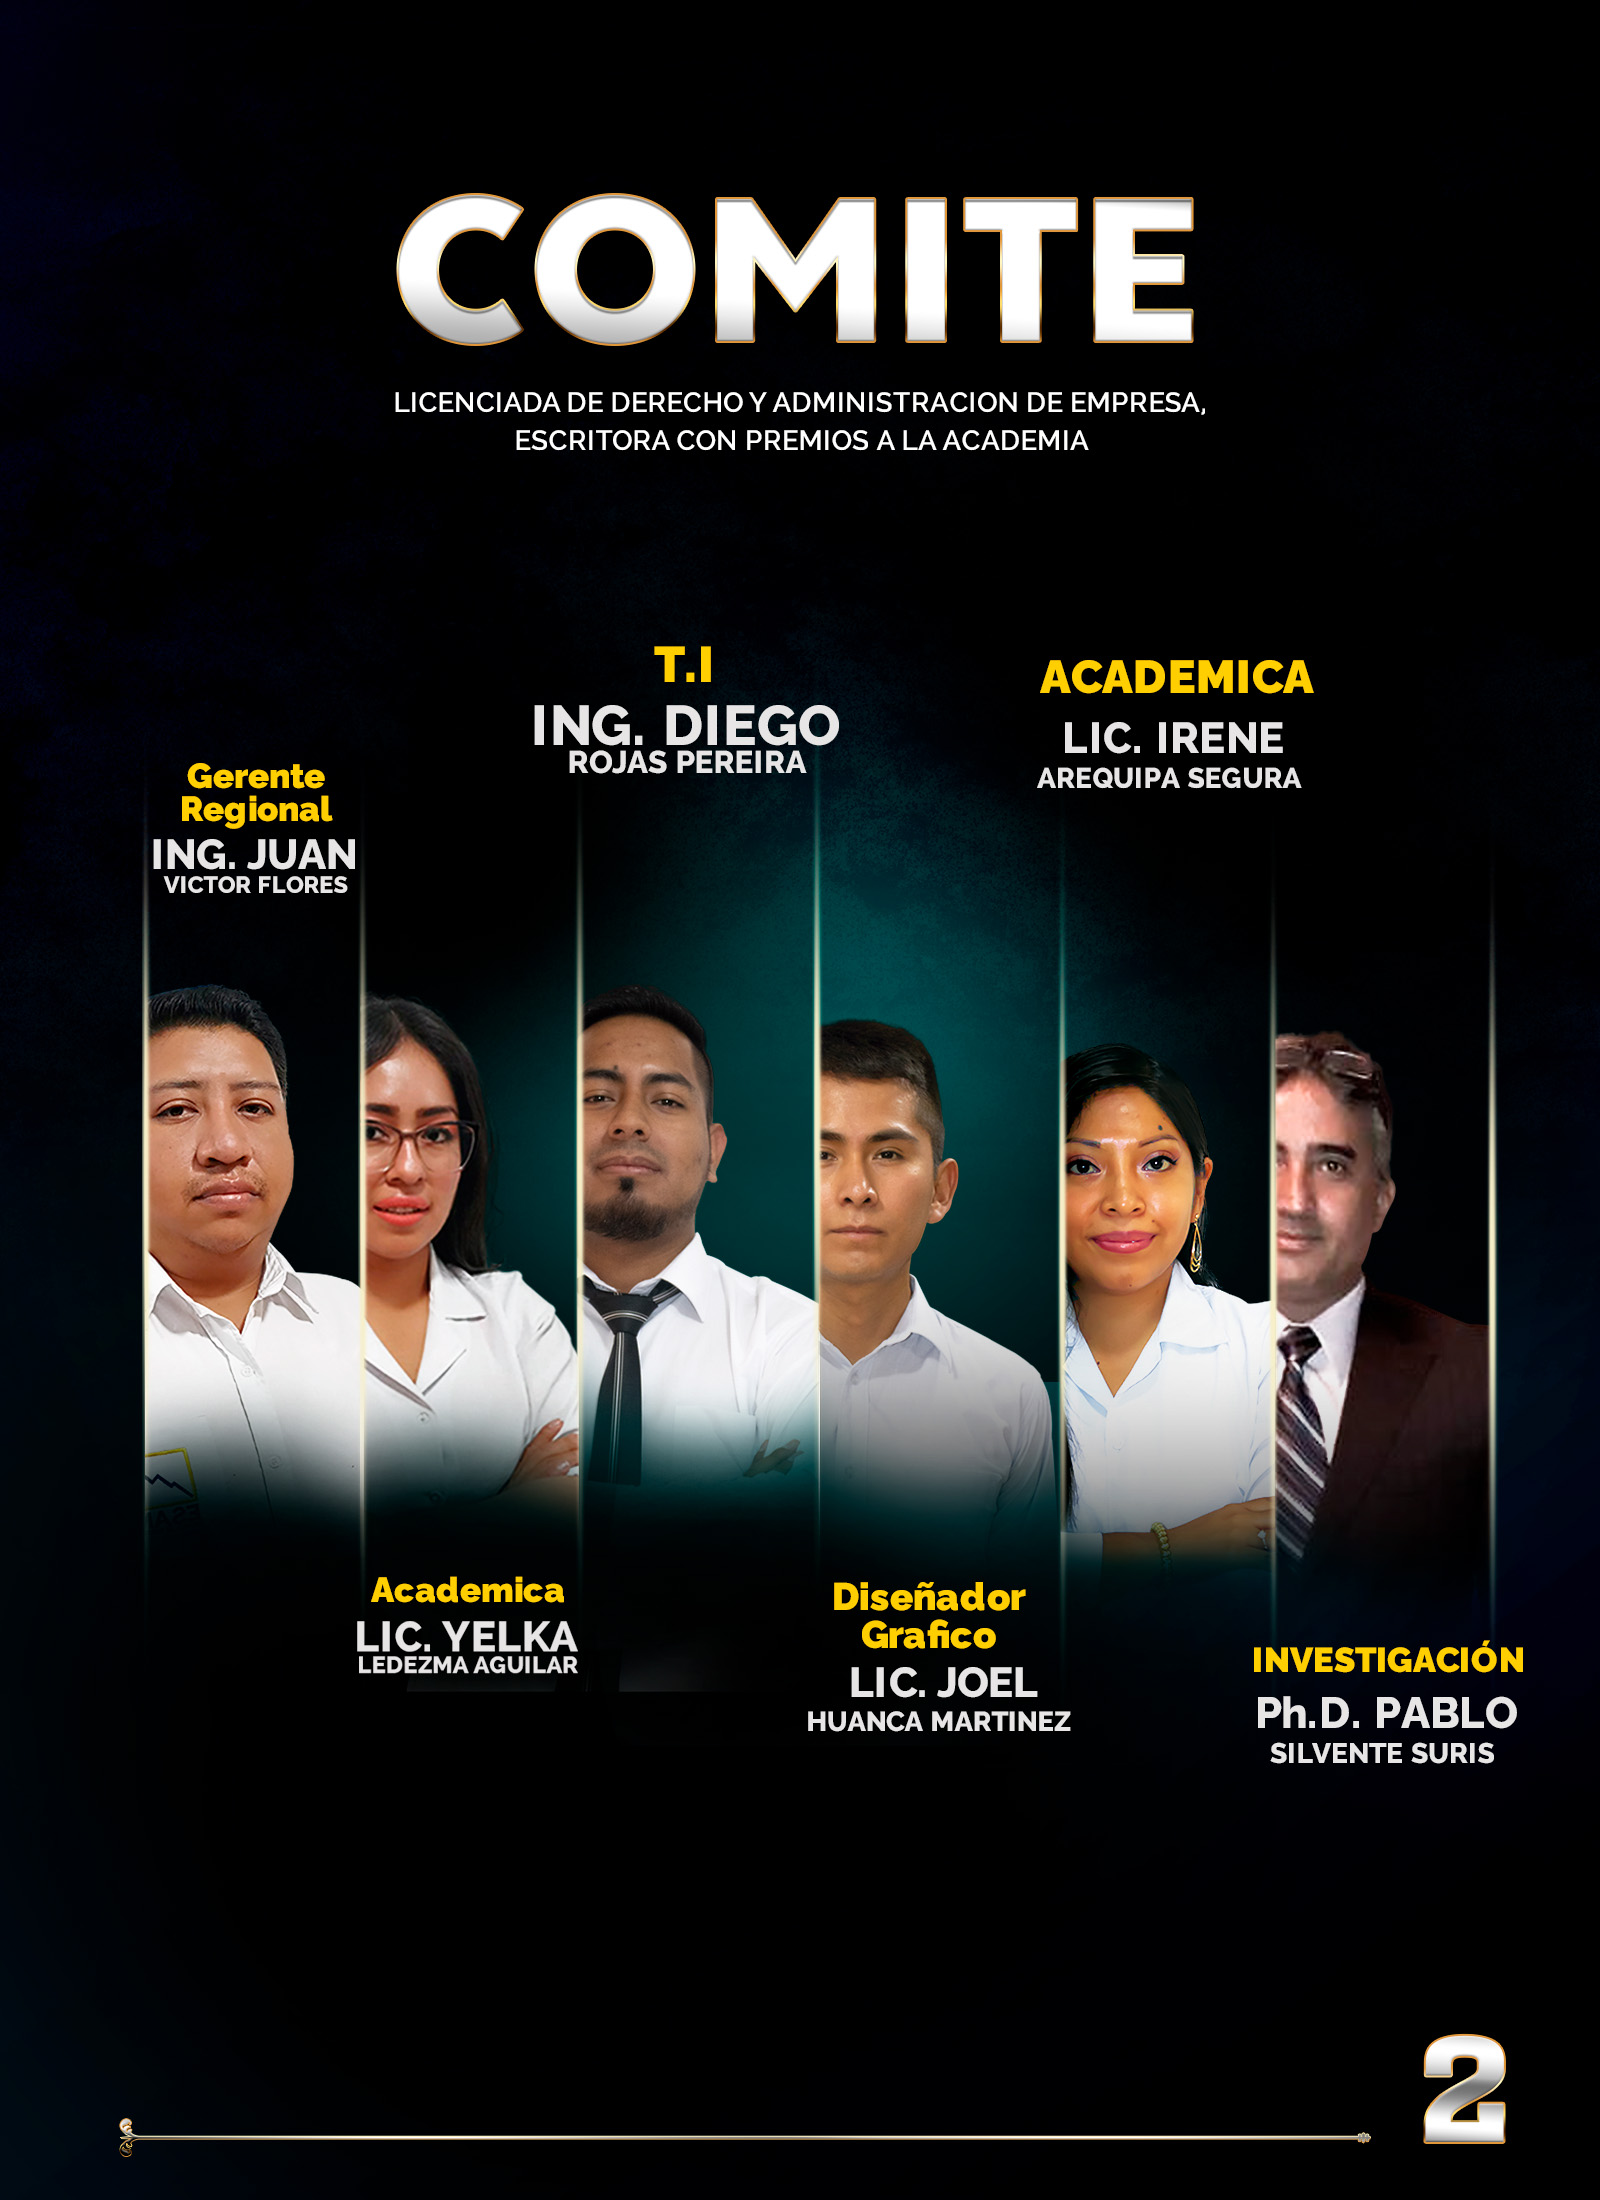 COMITE
LICENCIADA DE DERECHO Y ADMINISTRACION DE EMPRESA,
ESCRITORA CON PREMIOS A LA ACADEMIA
T.I
ING. DIEGO
ROJAS PEREIRA
ACADEMICA
LIC. IRENE
AREQUIPA SEGURA
Gerente
Regional
ING. JUAN
VICTOR FLORES
Academica
LIC. YELKA
LEDEZMA AGUILAR
Diseñador
Grafico
LIC. JOEL
HUANCA MARTINEZ
INVESTIGACIÓN
Ph.D. PABLO
SILVENTE SURIS
2